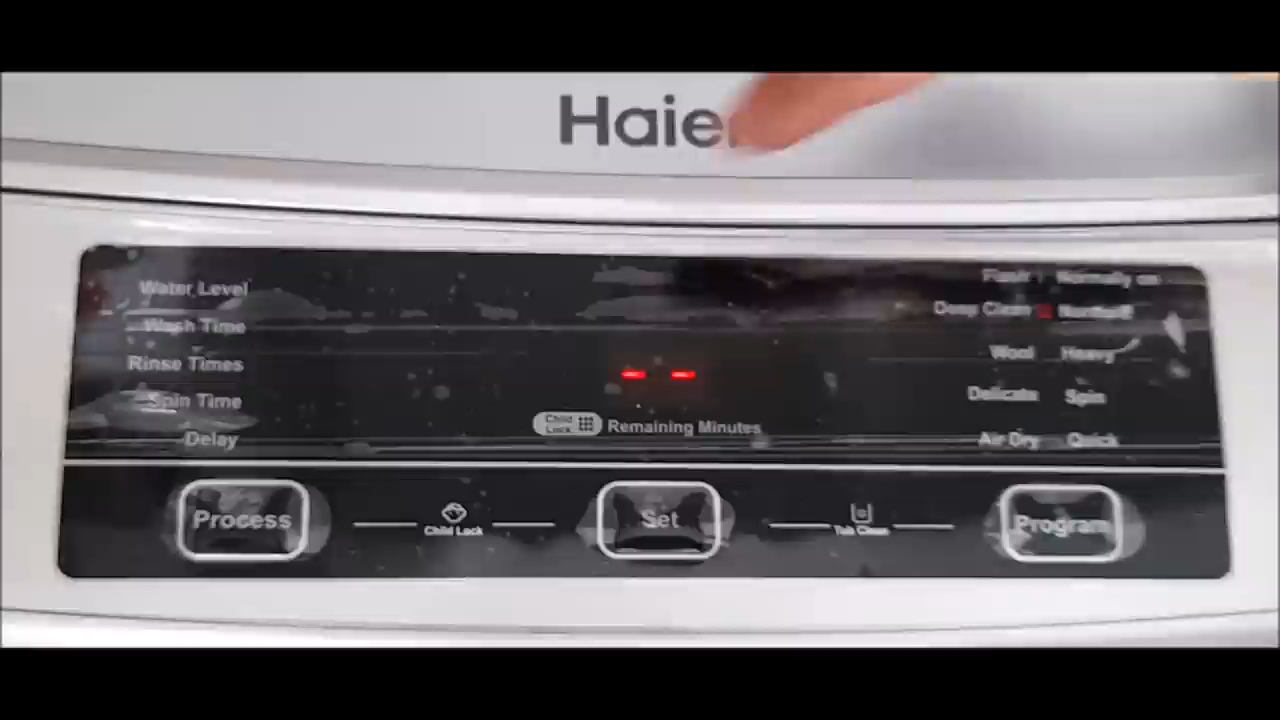 Haier
Water Level
Wash Time
Rinse Times
Spin Time
Delay
Child Lock
Remaining Minutes
Deep Clean
Wool Heavy
Delicate Spin
Air Dry Quick
Process
Child Lock
Set
Tub Clean
Program